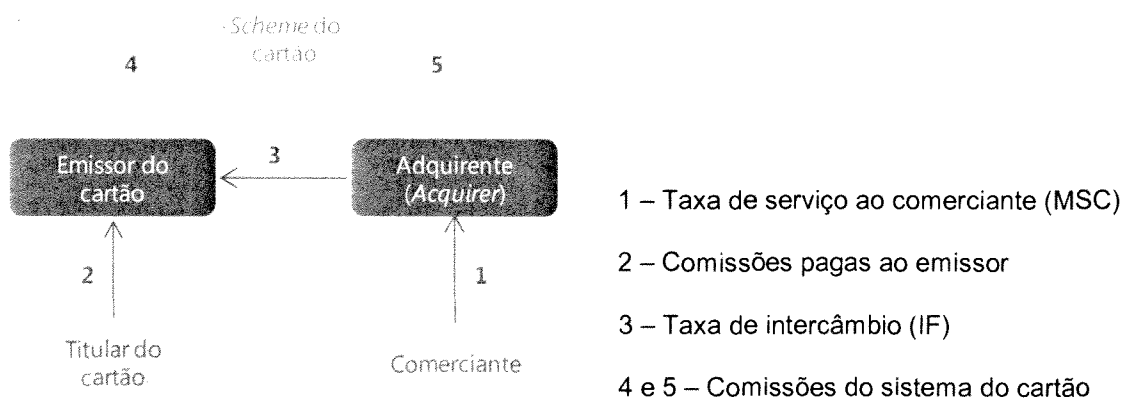 Scheme do
cartão
4
5
Emissor do
cartão
3
Adquirente
(Acquirer)
2
1
Titular do
cartão
Comerciante
1 – Taxa de serviço ao comerciante (MSC)
2 – Comissões pagas ao emissor
3 – Taxa de intercâmbio (IF)
4 e 5 – Comissões do sistema do cartão